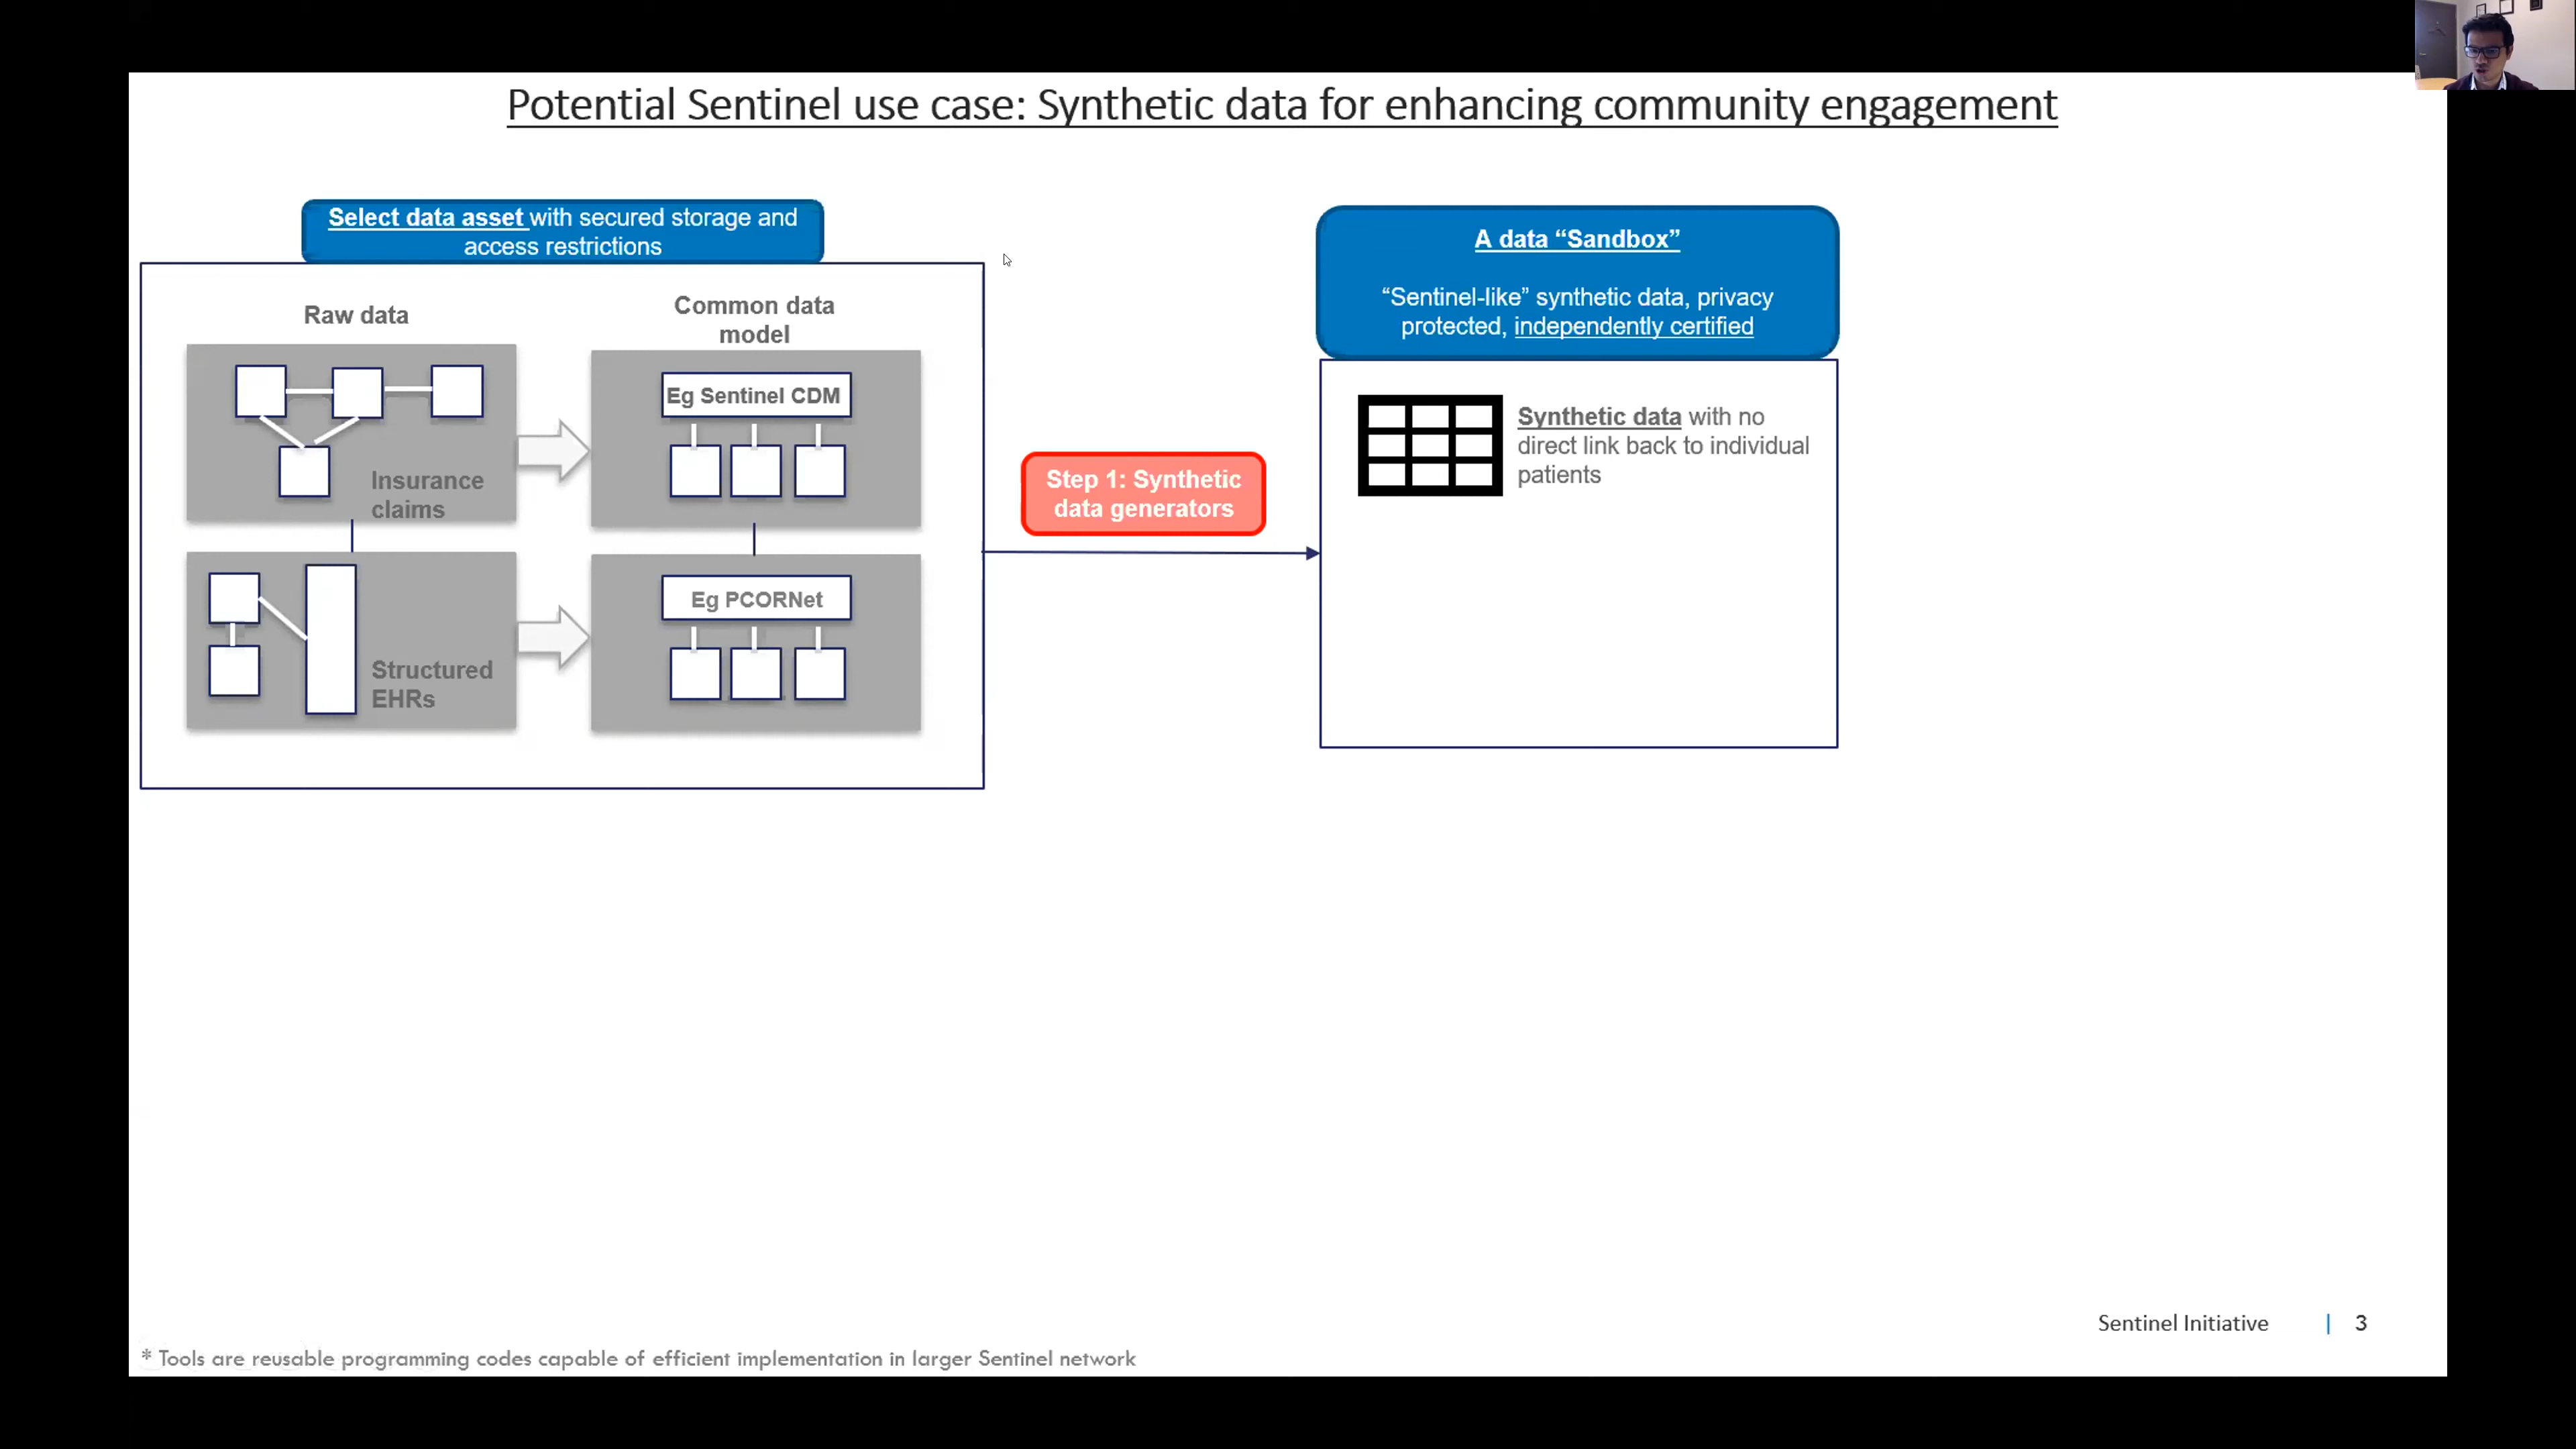 Potential Sentinel use case: Synthetic data for enhancing community engagement
Select data asset with secured storage and
access restrictions
Raw data
Common data
model
Insurance
claims
Eg Sentinel CDM
Structured
EHRs
Eg PCORNet
Step 1: Synthetic
data generators
A data “Sandbox”
“Sentinel-like” synthetic data, privacy
protected, independently certified
Synthetic data with no
direct link back to individual
patients
Sentinel Initiative | 3
* Tools are reusable programming codes capable of efficient implementation in larger Sentinel network